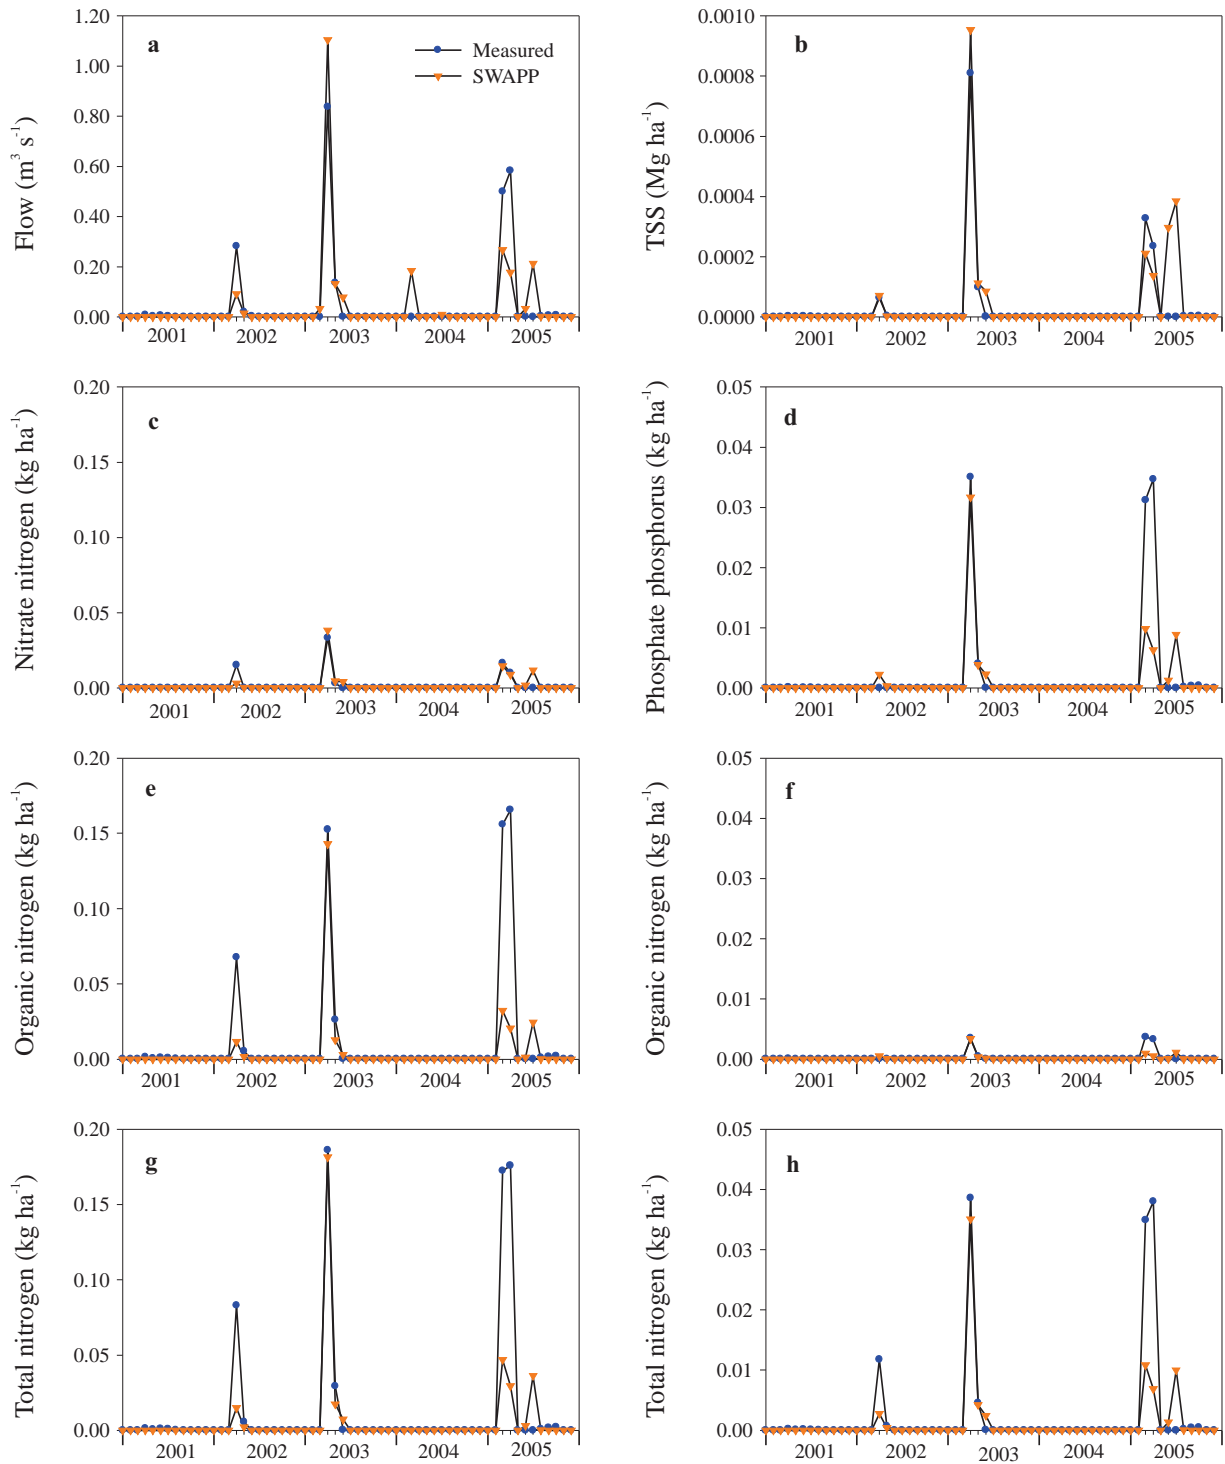 a
Measured
SWAPP
Flow (m³ s⁻¹)
1.20
1.00
0.80
0.60
0.40
0.20
0.00
2001 2002 2003 2004 2005
b
TSS (Mg ha⁻¹)
0.0010
0.0008
0.0006
0.0004
0.0002
0.0000
2001 2002 2003 2004 2005
c
Nitrate nitrogen (kg ha⁻¹)
0.20
0.15
0.10
0.05
0.00
2001 2002 2003 2004 2005
d
Phosphate phosphorus (kg ha⁻¹)
0.05
0.04
0.03
0.02
0.01
0.00
2001 2002 2003 2004 2005
e
Organic nitrogen (kg ha⁻¹)
0.20
0.15
0.10
0.05
0.00
2001 2002 2003 2004 2005
f
Organic nitrogen (kg ha⁻¹)
0.05
0.04
0.03
0.03
0.01
0.00
2001 2002 2003 2004 2005
g
Total nitrogen (kg ha⁻¹)
0.20
0.15
0.10
0.05
0.00
2001 2002 2003 2004 2005
h
Total nitrogen (kg ha⁻¹)
0.05
0.04
0.03
0.02
0.01
0.00
2001 2002 2003 2004 2005